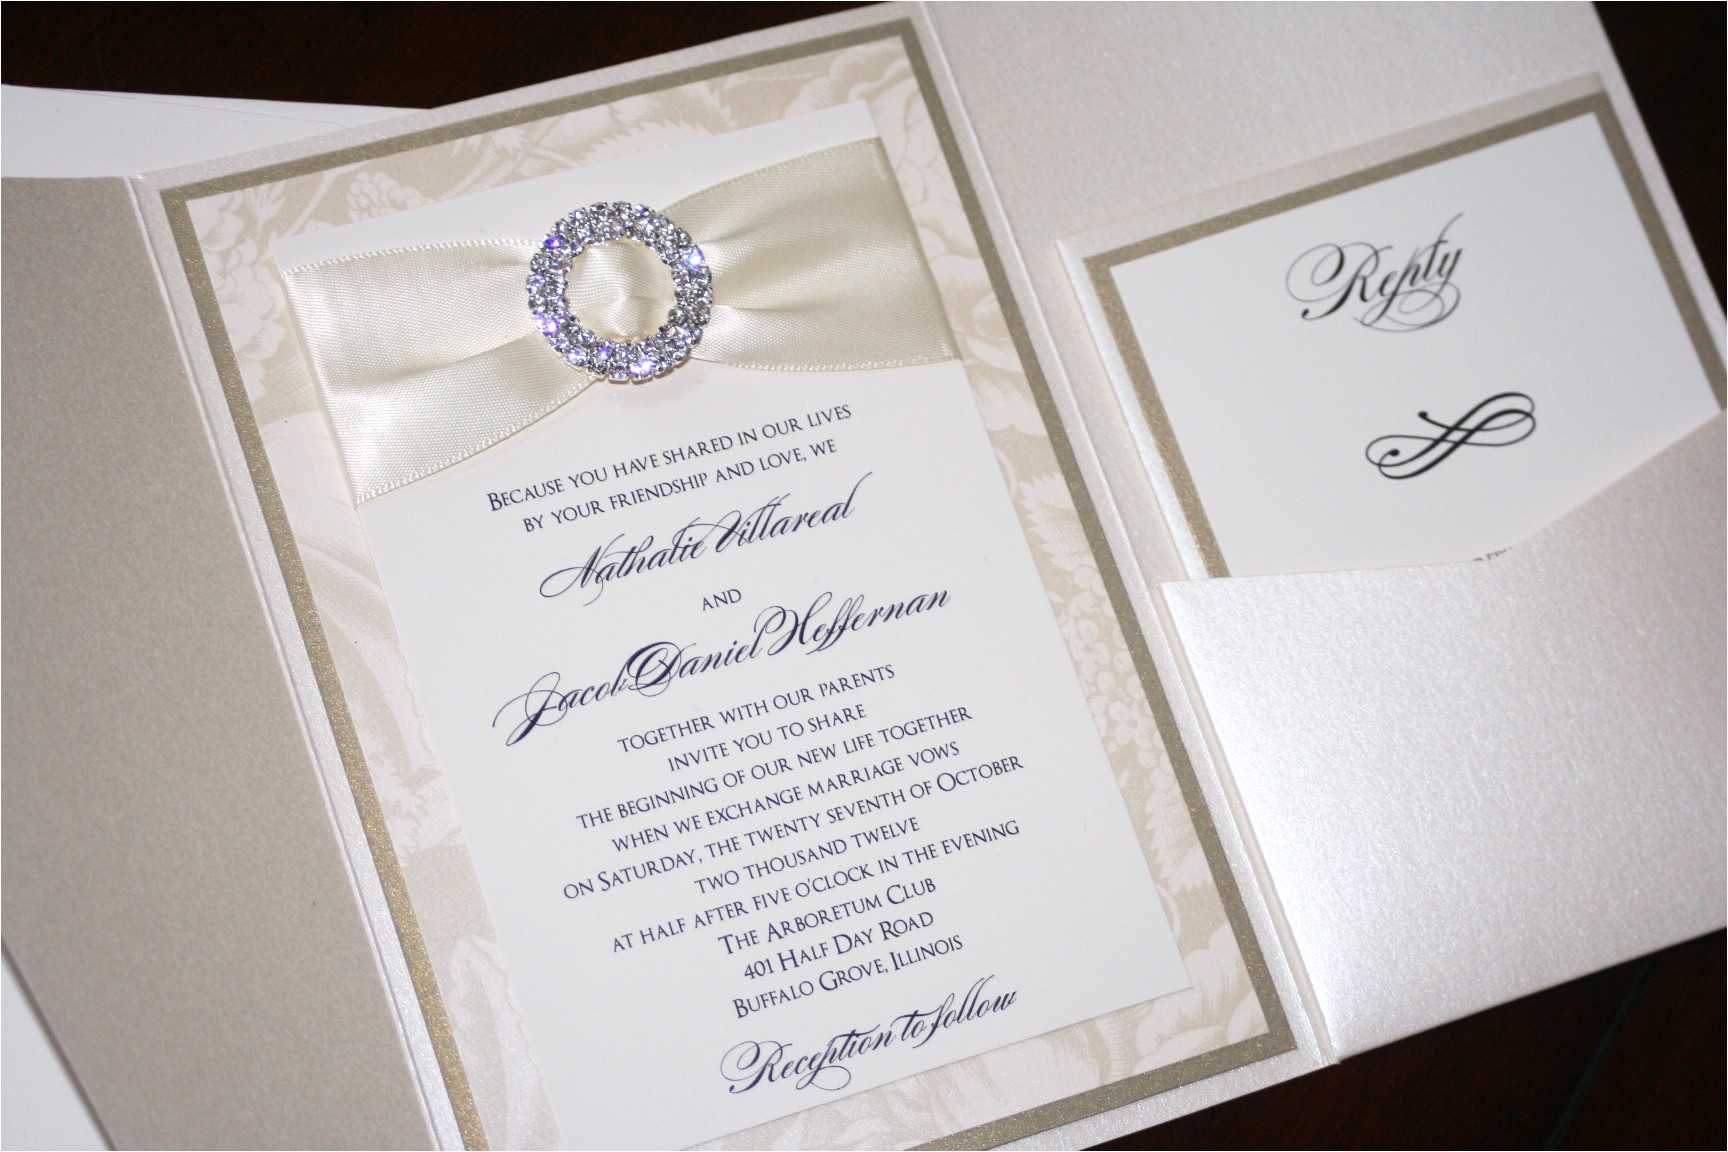 Because you have shared in our lives
by your friendship and love, we
Nathalie Villareal
and
Jacob Daniel Heffernan
together with our parents
invite you to share
the beginning of our new life together
when we exchange marriage vows
on Saturday, the twenty seventh of October
two thousand twelve
at half after five o'clock in the evening
The Arboretum Club
401 Half Day Road
Buffalo Grove, Illinois
Reception to follow
Reply